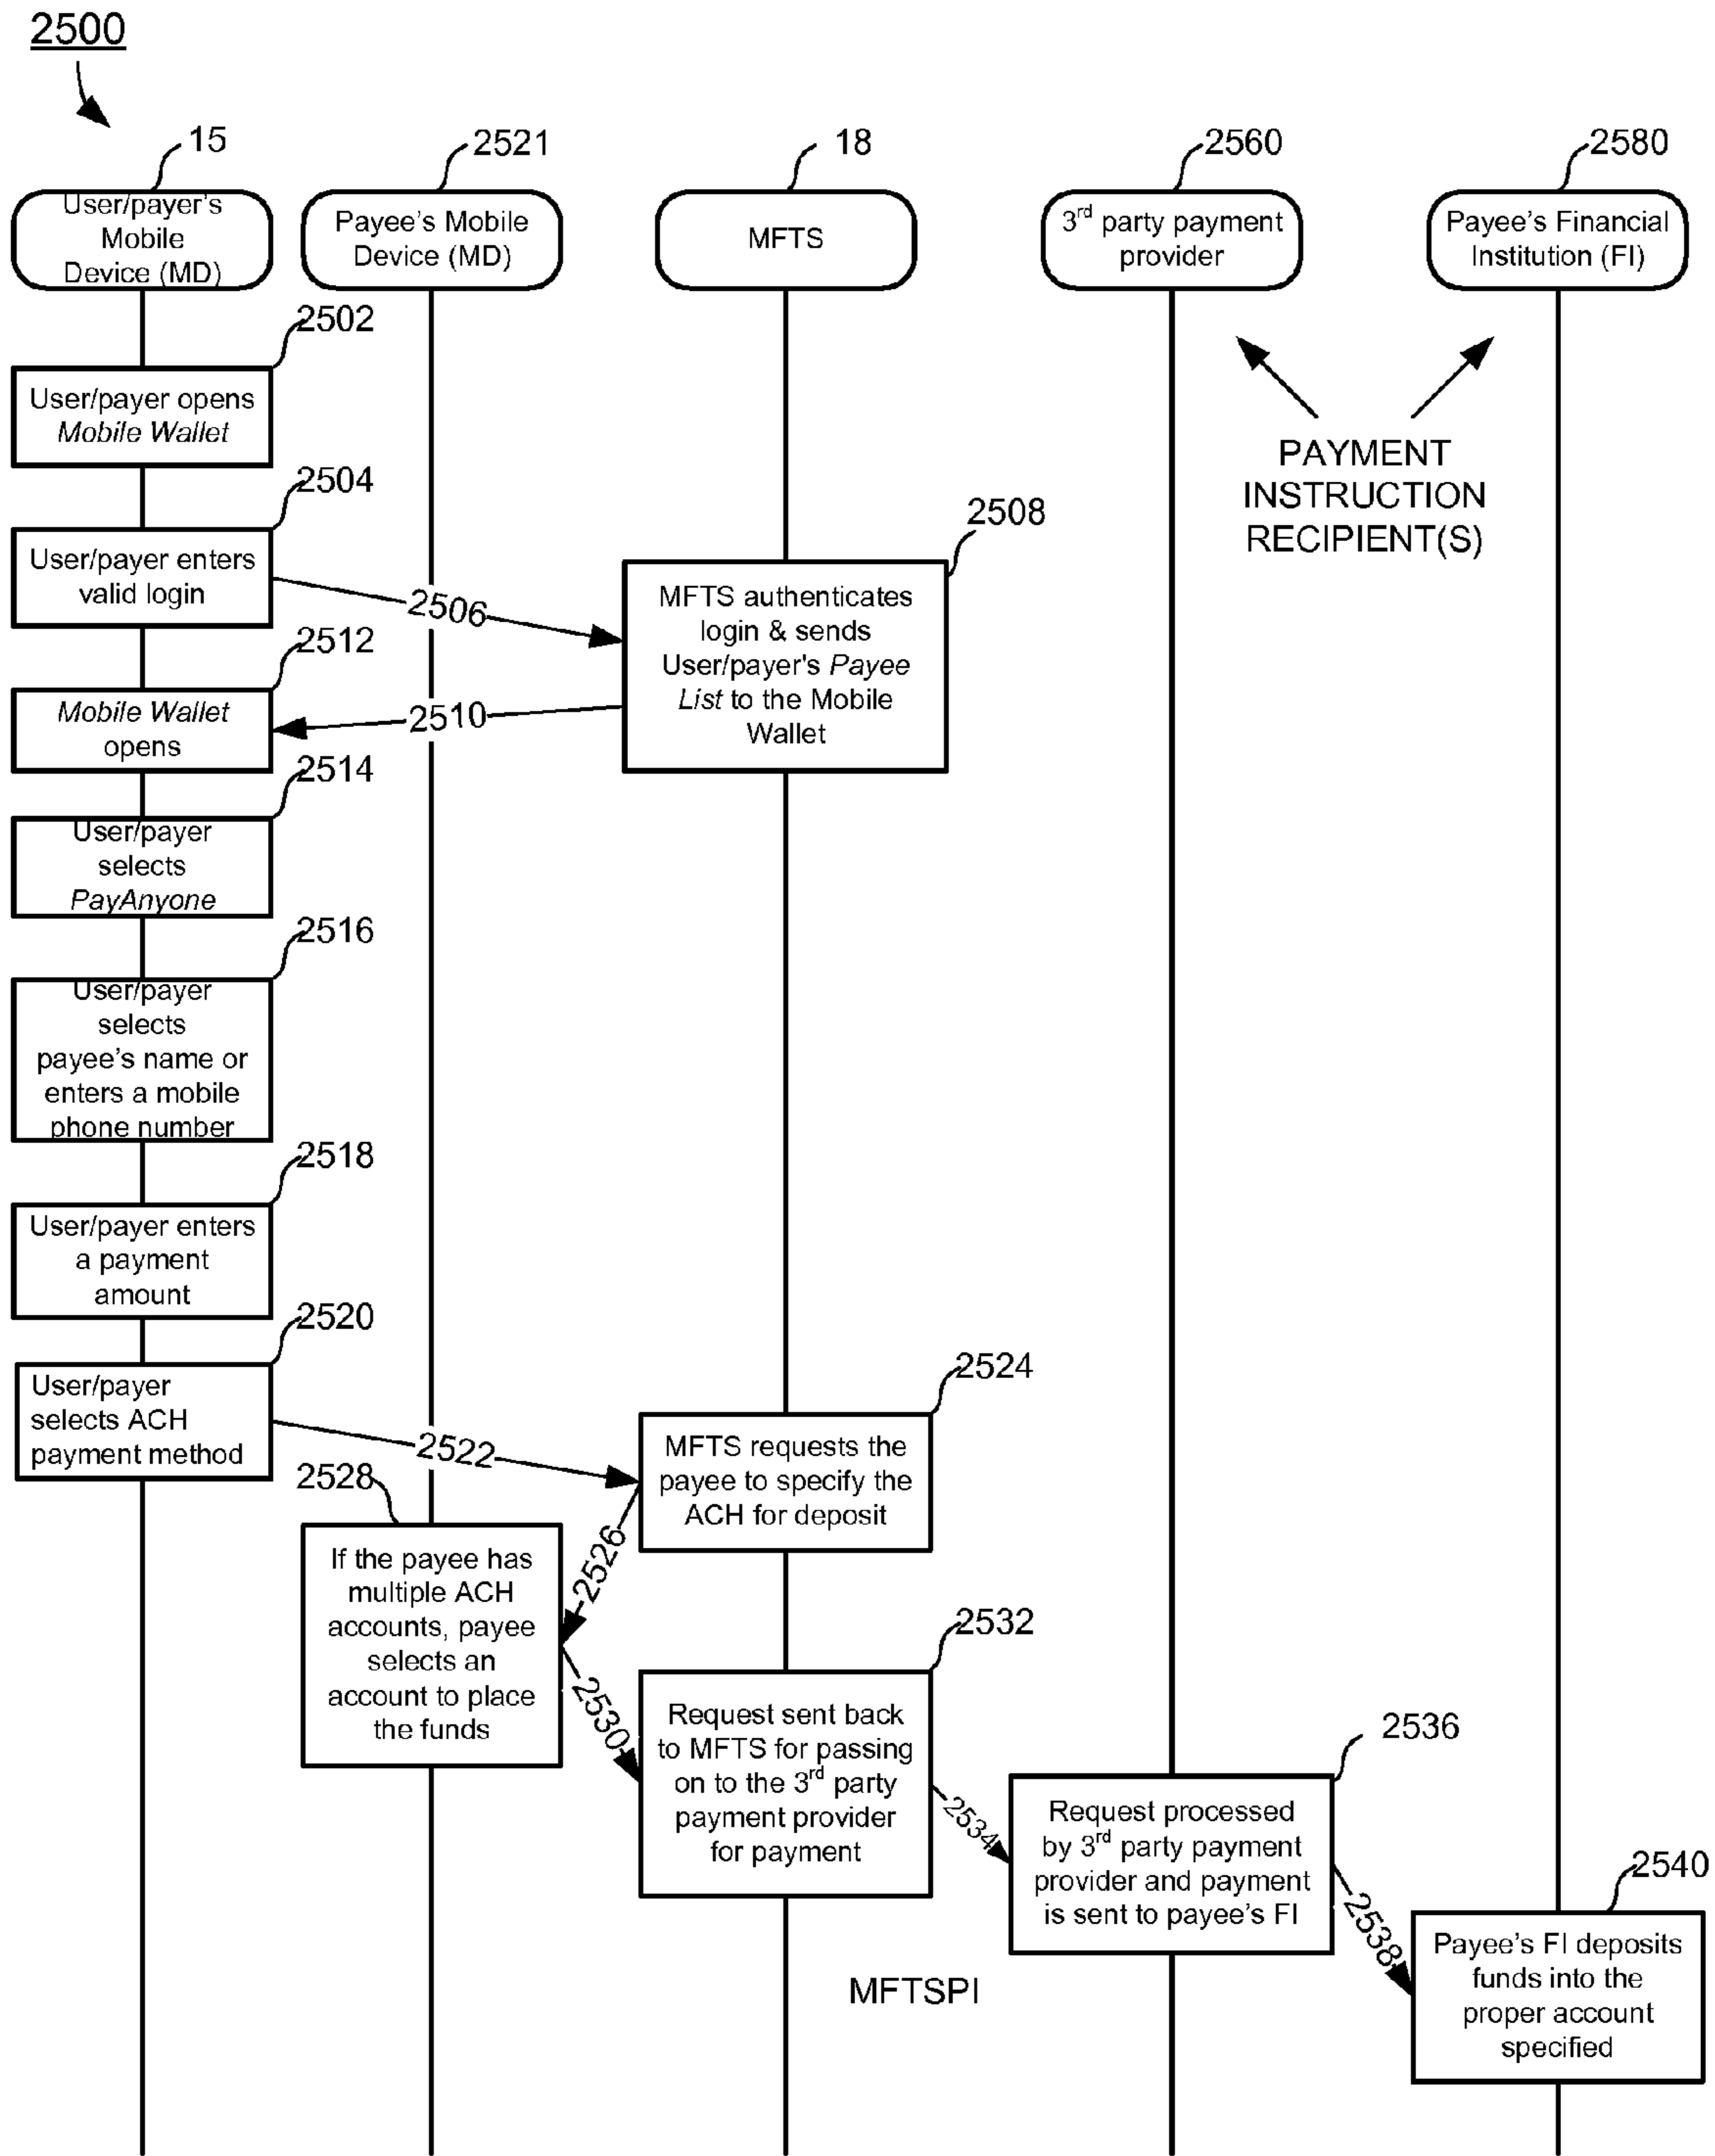 2500
15
2521
18
2560
2580
User/payer's
Mobile
Device (MD)
Payee's Mobile
Device (MD)
MFTS
3rd party payment
provider
Payee's Financial
Institution (FI)
2502
User/payer opens
Mobile Wallet
PAYMENT
INSTRUCTION
RECIPIENT(S)
2504
User/payer enters
valid login
2506
2508
MFTS authenticates
login & sends
User/payer's Payee
List to the Mobile
Wallet
2510
2512
Mobile Wallet
opens
2514
User/payer
selects
PayAnyone
2516
User/payer
selects
payee's name or
enters a mobile
phone number
2518
User/payer enters
a payment
amount
2520
User/payer
selects ACH
payment method
2522
2524
MFTS requests the
payee to specify the
ACH for deposit
2526
2528
If the payee has
multiple ACH
accounts, payee
selects an
account to place
the funds
2530
2532
Request sent back
to MFTS for passing
on to the 3rd party
payment provider
for payment
2534
2536
Request processed
by 3rd party payment
provider and payment
is sent to payee's FI
2538
2540
Payee's FI deposits
funds into the
proper account
specified
MFTSPI